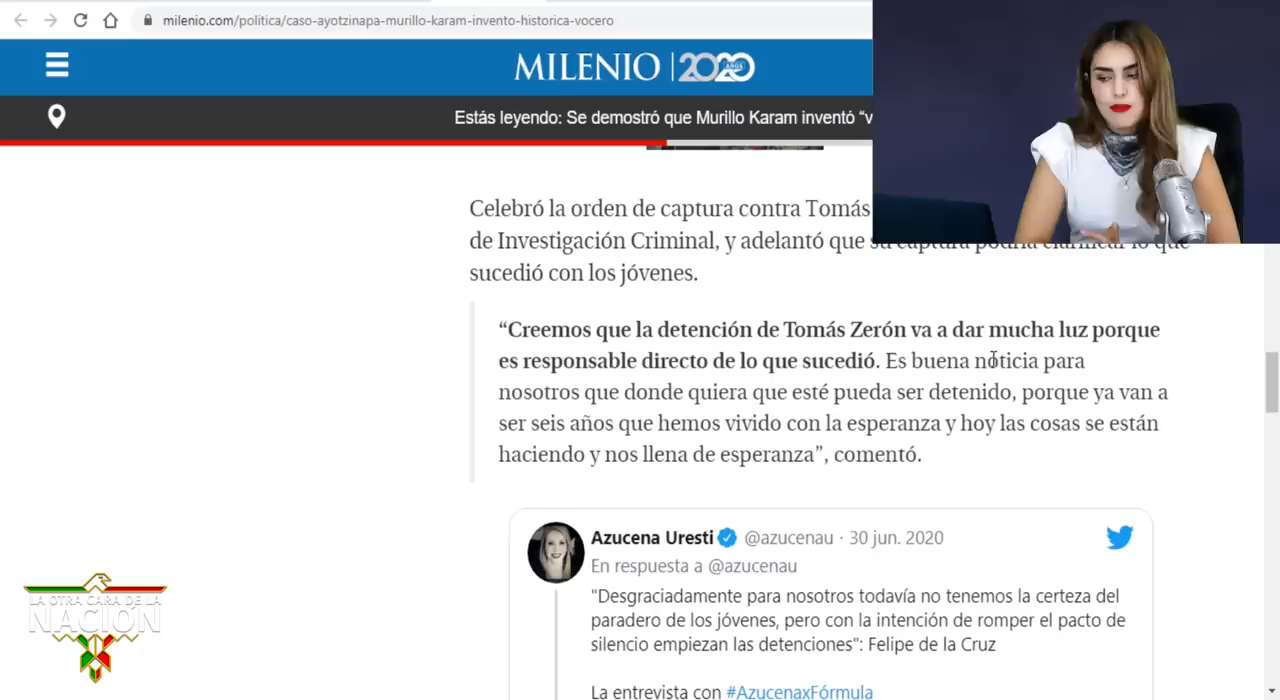 milenio.com/politica/caso-ayotzinapa-murillo-karam-invento-historica-vocero
MILENIO | 2020 AÑOS
Estás leyendo: Se demostró que Murillo Karam inventó “v
Celebró la orden de captura contra Tomás
de Investigación Criminal, y adelantó que su captura podría clarificar lo que
sucedió con los jóvenes.
“Creemos que la detención de Tomás Zerón va a dar mucha luz porque
es responsable directo de lo que sucedió. Es buena noticia para
nosotros que donde quiera que esté pueda ser detenido, porque ya van a
ser seis años que hemos vivido con la esperanza y hoy las cosas se están
haciendo y nos llena de esperanza”, comentó.
Azucena Uresti @azucenau · 30 jun. 2020
En respuesta a @azucenau
"Desgraciadamente para nosotros todavía no tenemos la certeza del
paradero de los jóvenes, pero con la intención de romper el pacto de
silencio empiezan las detenciones": Felipe de la Cruz
La entrevista con #AzucenaxFórmula
LA OTRA CARA DE LA
NACIÓN